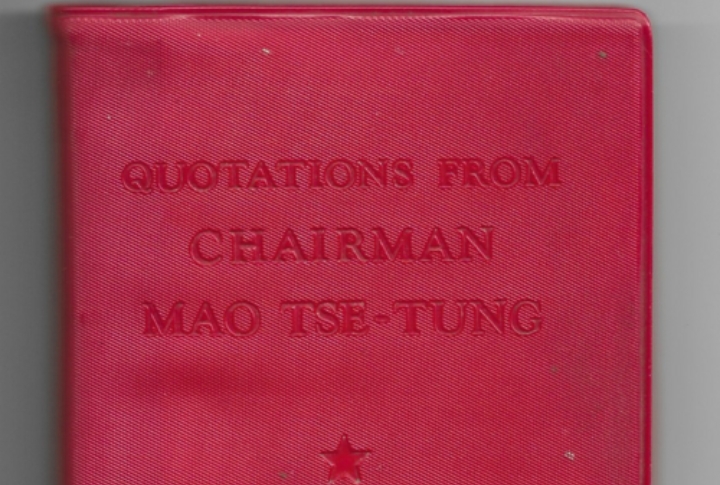 QUOTATIONS FROM
CHAIRMAN
MAO TSE-TUNG